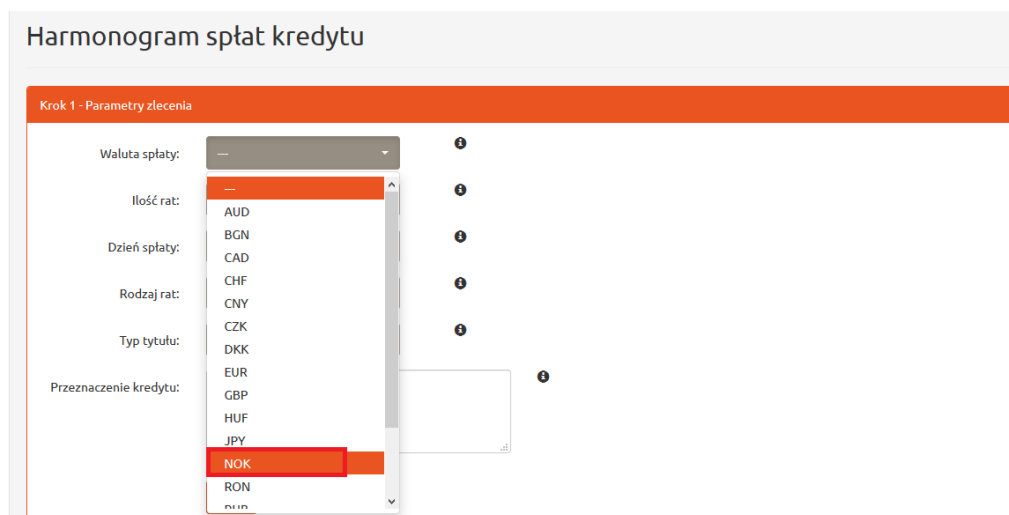 Harmonogram spłat kredytu
Krok 1 - Parametry zlecenia
Waluta spłaty:
---
Ilość rat:
Dzień spłaty:
Rodzaj rat:
Typ tytułu:
Przeznaczenie kredytu:
---
AUD
BGN
CAD
CHF
CNY
CZK
DKK
EUR
GBP
HUF
JPY
NOK
RON